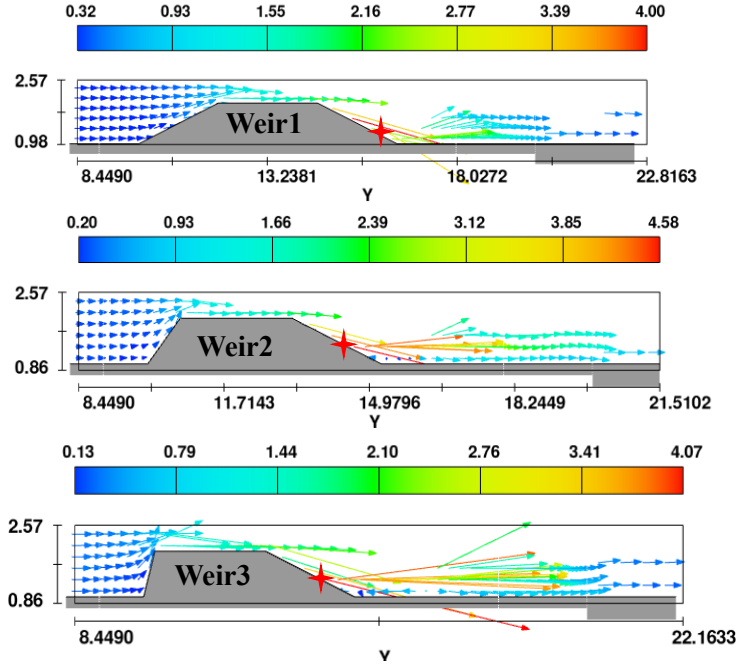 0.32 0.93 1.55 2.16 2.77 3.39 4.00
2.57
Weir1
0.98
8.4490 13.2381 18.0272 22.8163
Y
0.20 0.93 1.66 2.39 3.12 3.85 4.58
2.57
Weir2
0.86
8.4490 11.7143 14.9796 18.2449 21.5102
Y
0.13 0.79 1.44 2.10 2.76 3.41 4.07
2.57
Weir3
0.86
8.4490 22.1633
Y